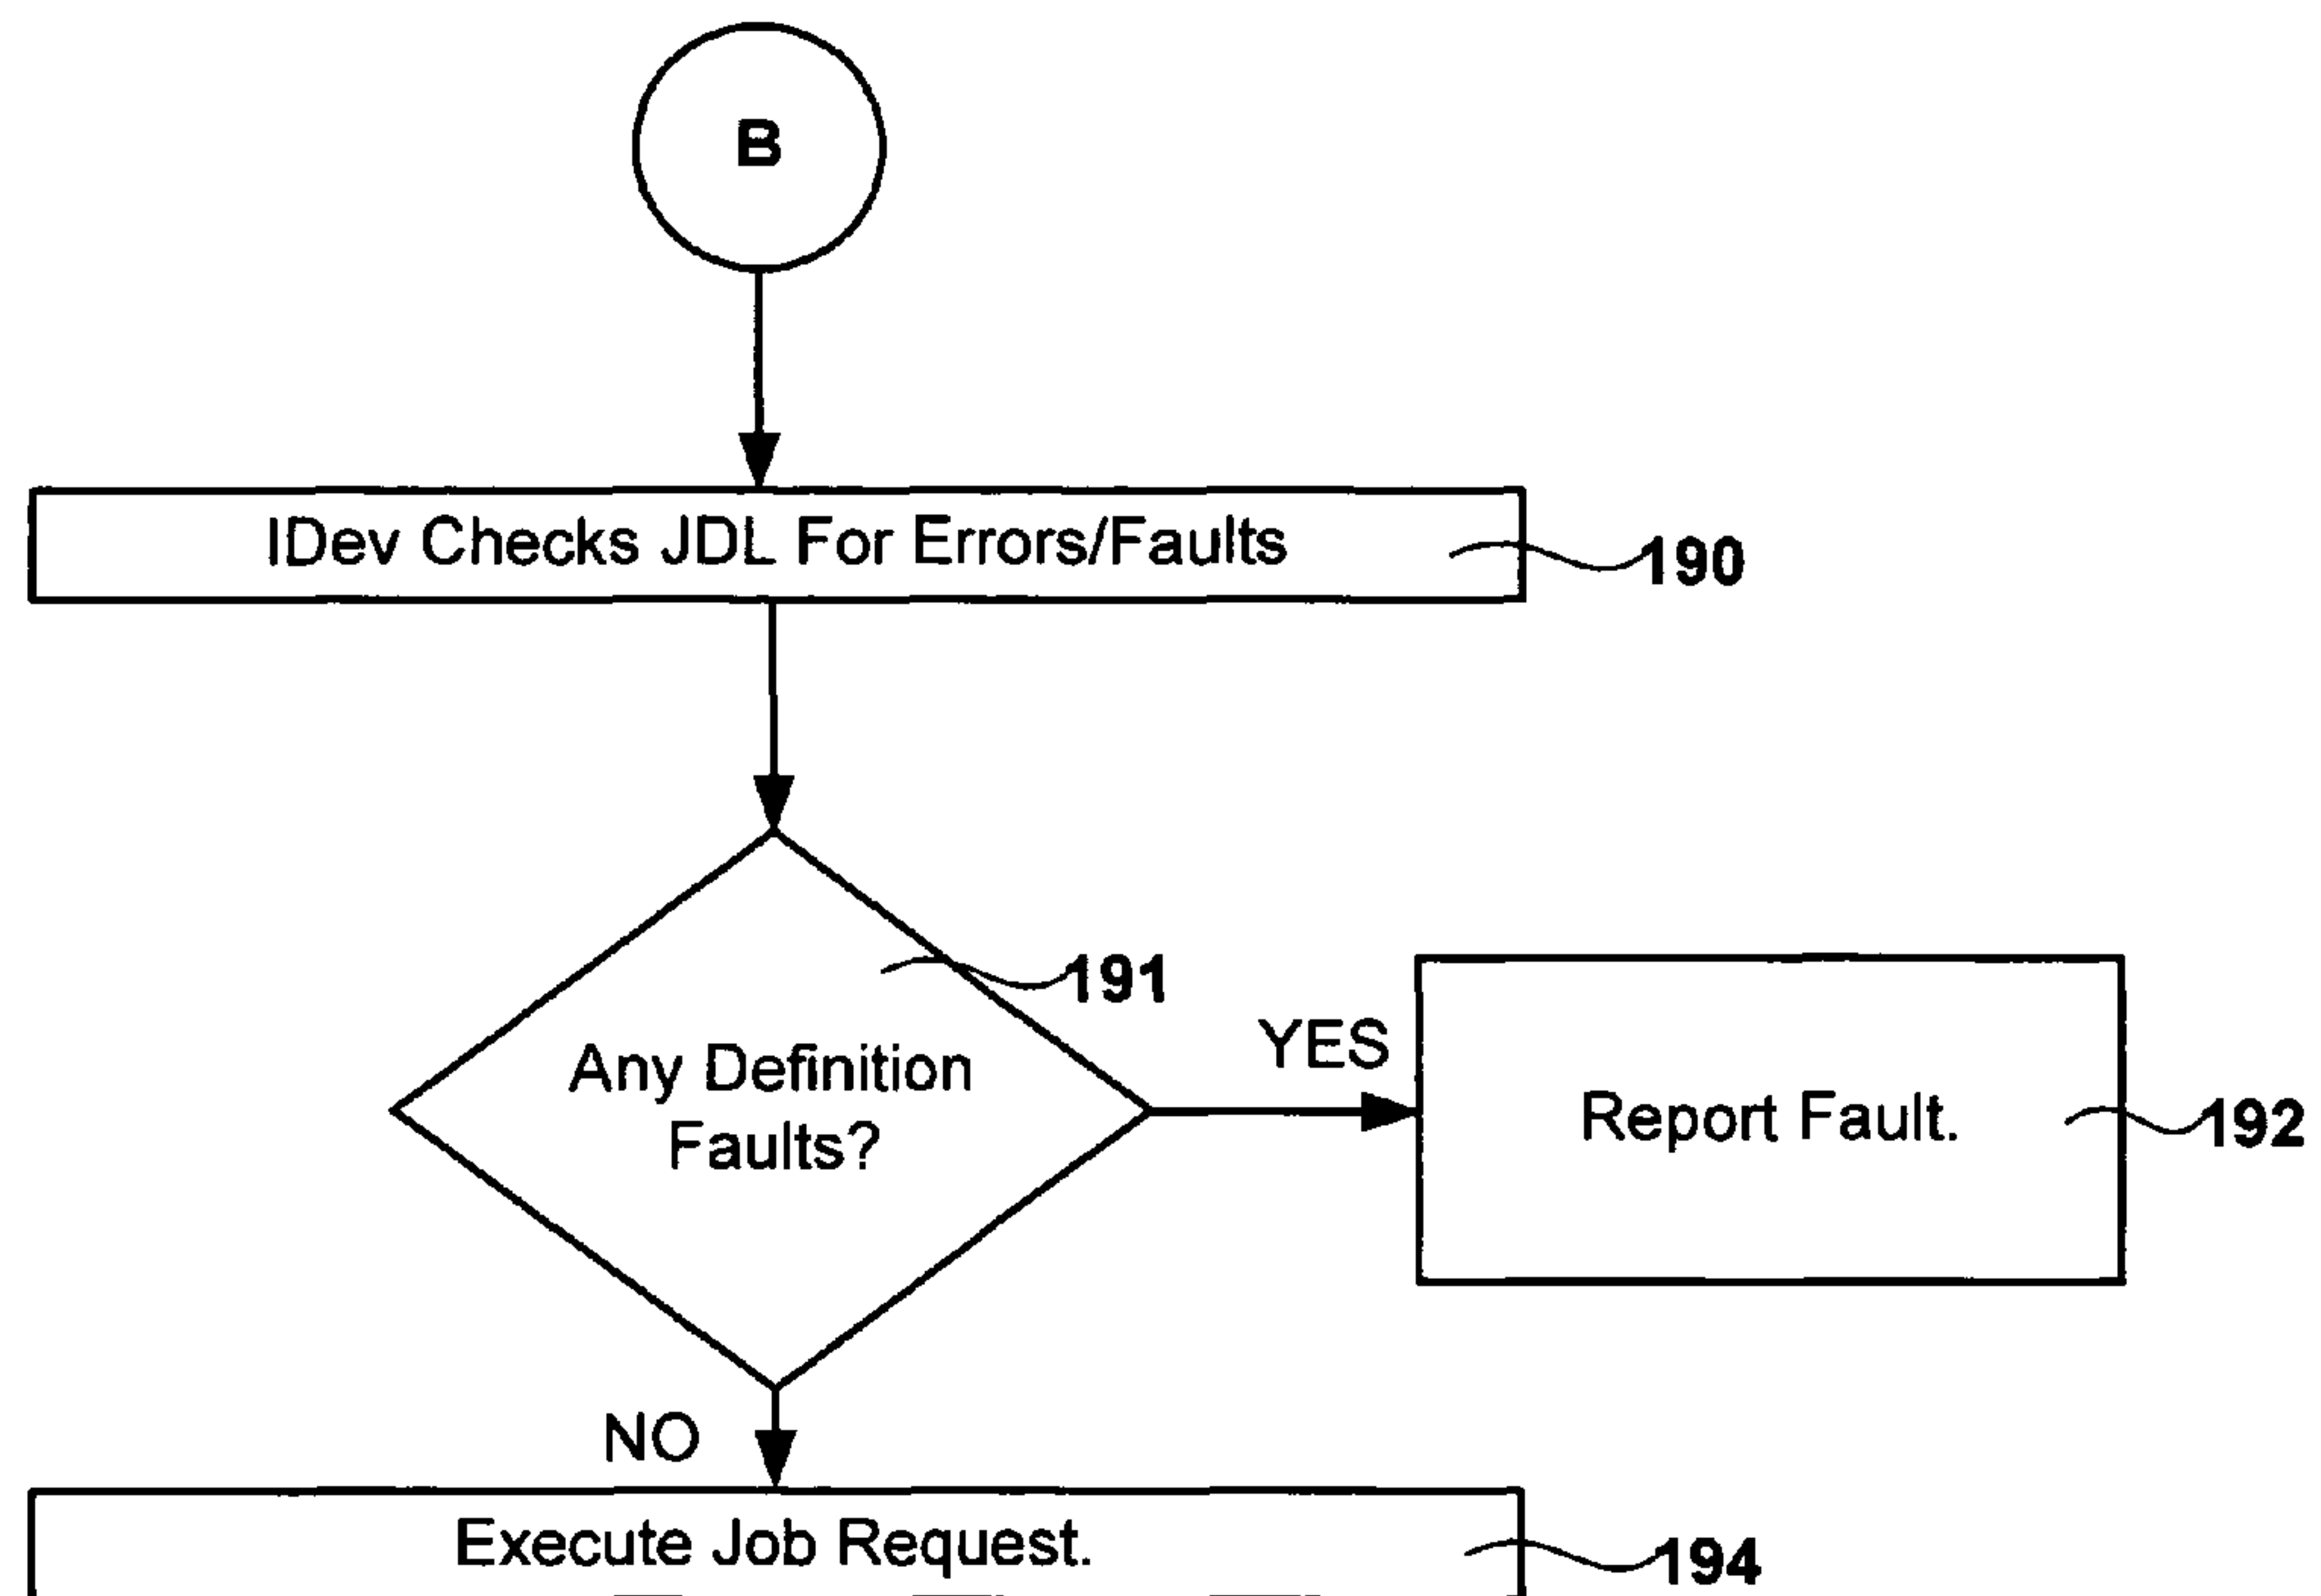 B
IDev Checks JDL For Errors/Faults
190
191
Any Definition
Faults?
YES
Report Fault.
192
NO
Execute Job Request.
194